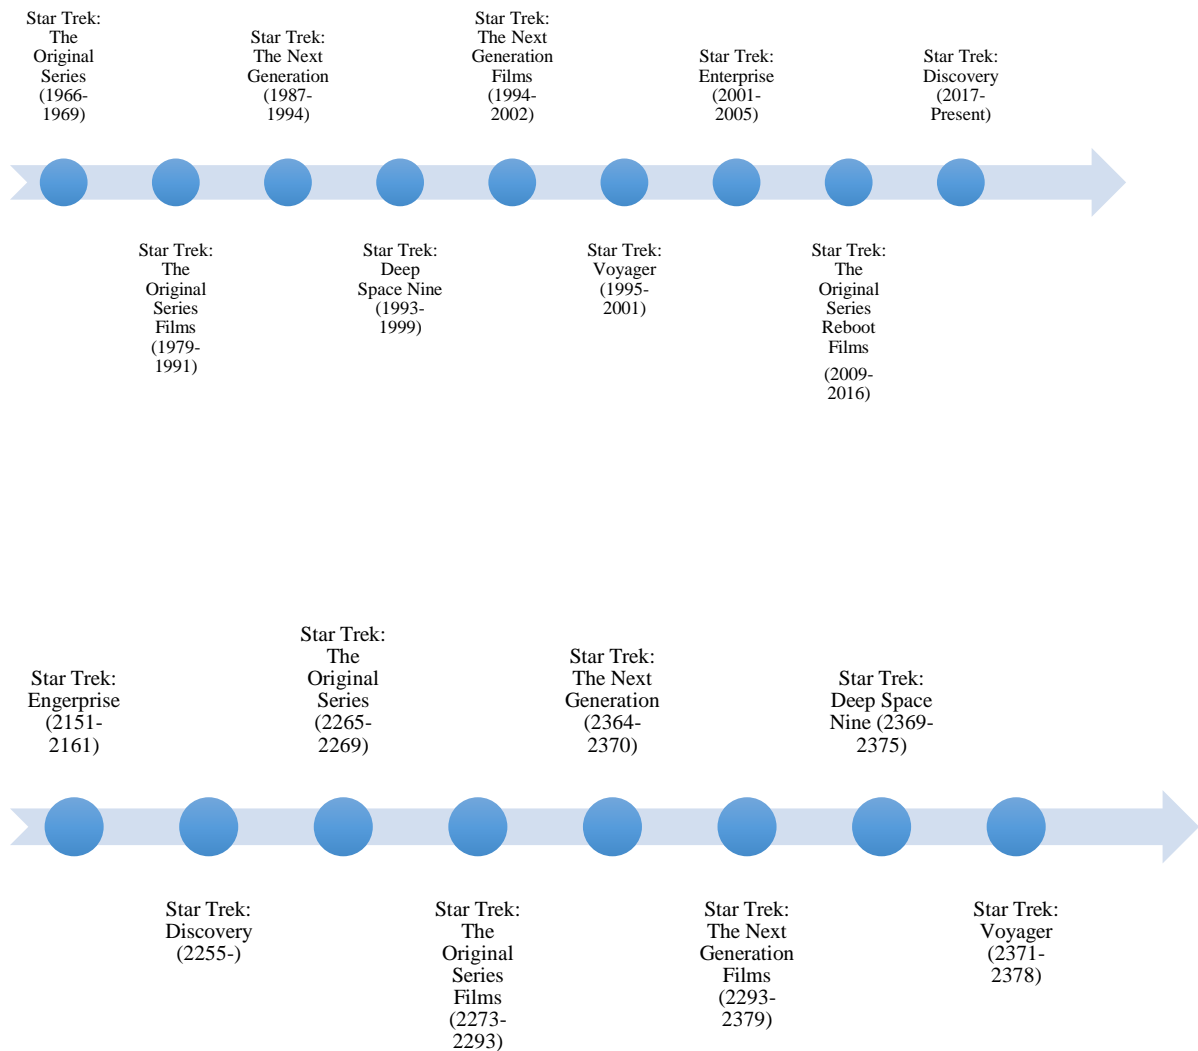 Star Trek:
The
Original
Series
(1966-
1969)
Star Trek:
The
Original
Series
Films
(1979-
1991)
Star Trek:
The Next
Generation
(1987-
1994)
Star Trek:
Deep
Space Nine
(1993-
1999)
Star Trek:
The Next
Generation
Films
(1994-
2002)
Star Trek:
Voyager
(1995-
2001)
Star Trek:
Enterprise
(2001-
2005)
Star Trek:
The
Original
Series
Reboot
Films
(2009-
2016)
Star Trek:
Discovery
(2017-
Present)
Star Trek:
Engerprise
(2151-
2161)
Star Trek:
Discovery
(2255-)
Star Trek:
The
Original
Series
(2265-
2269)
Star Trek:
The
Original
Series
Films
(2273-
2293)
Star Trek:
The Next
Generation
(2364-
2370)
Star Trek:
The Next
Generation
Films
(2293-
2379)
Star Trek:
Deep Space
Nine (2369-
2375)
Star Trek:
Voyager
(2371-
2378)